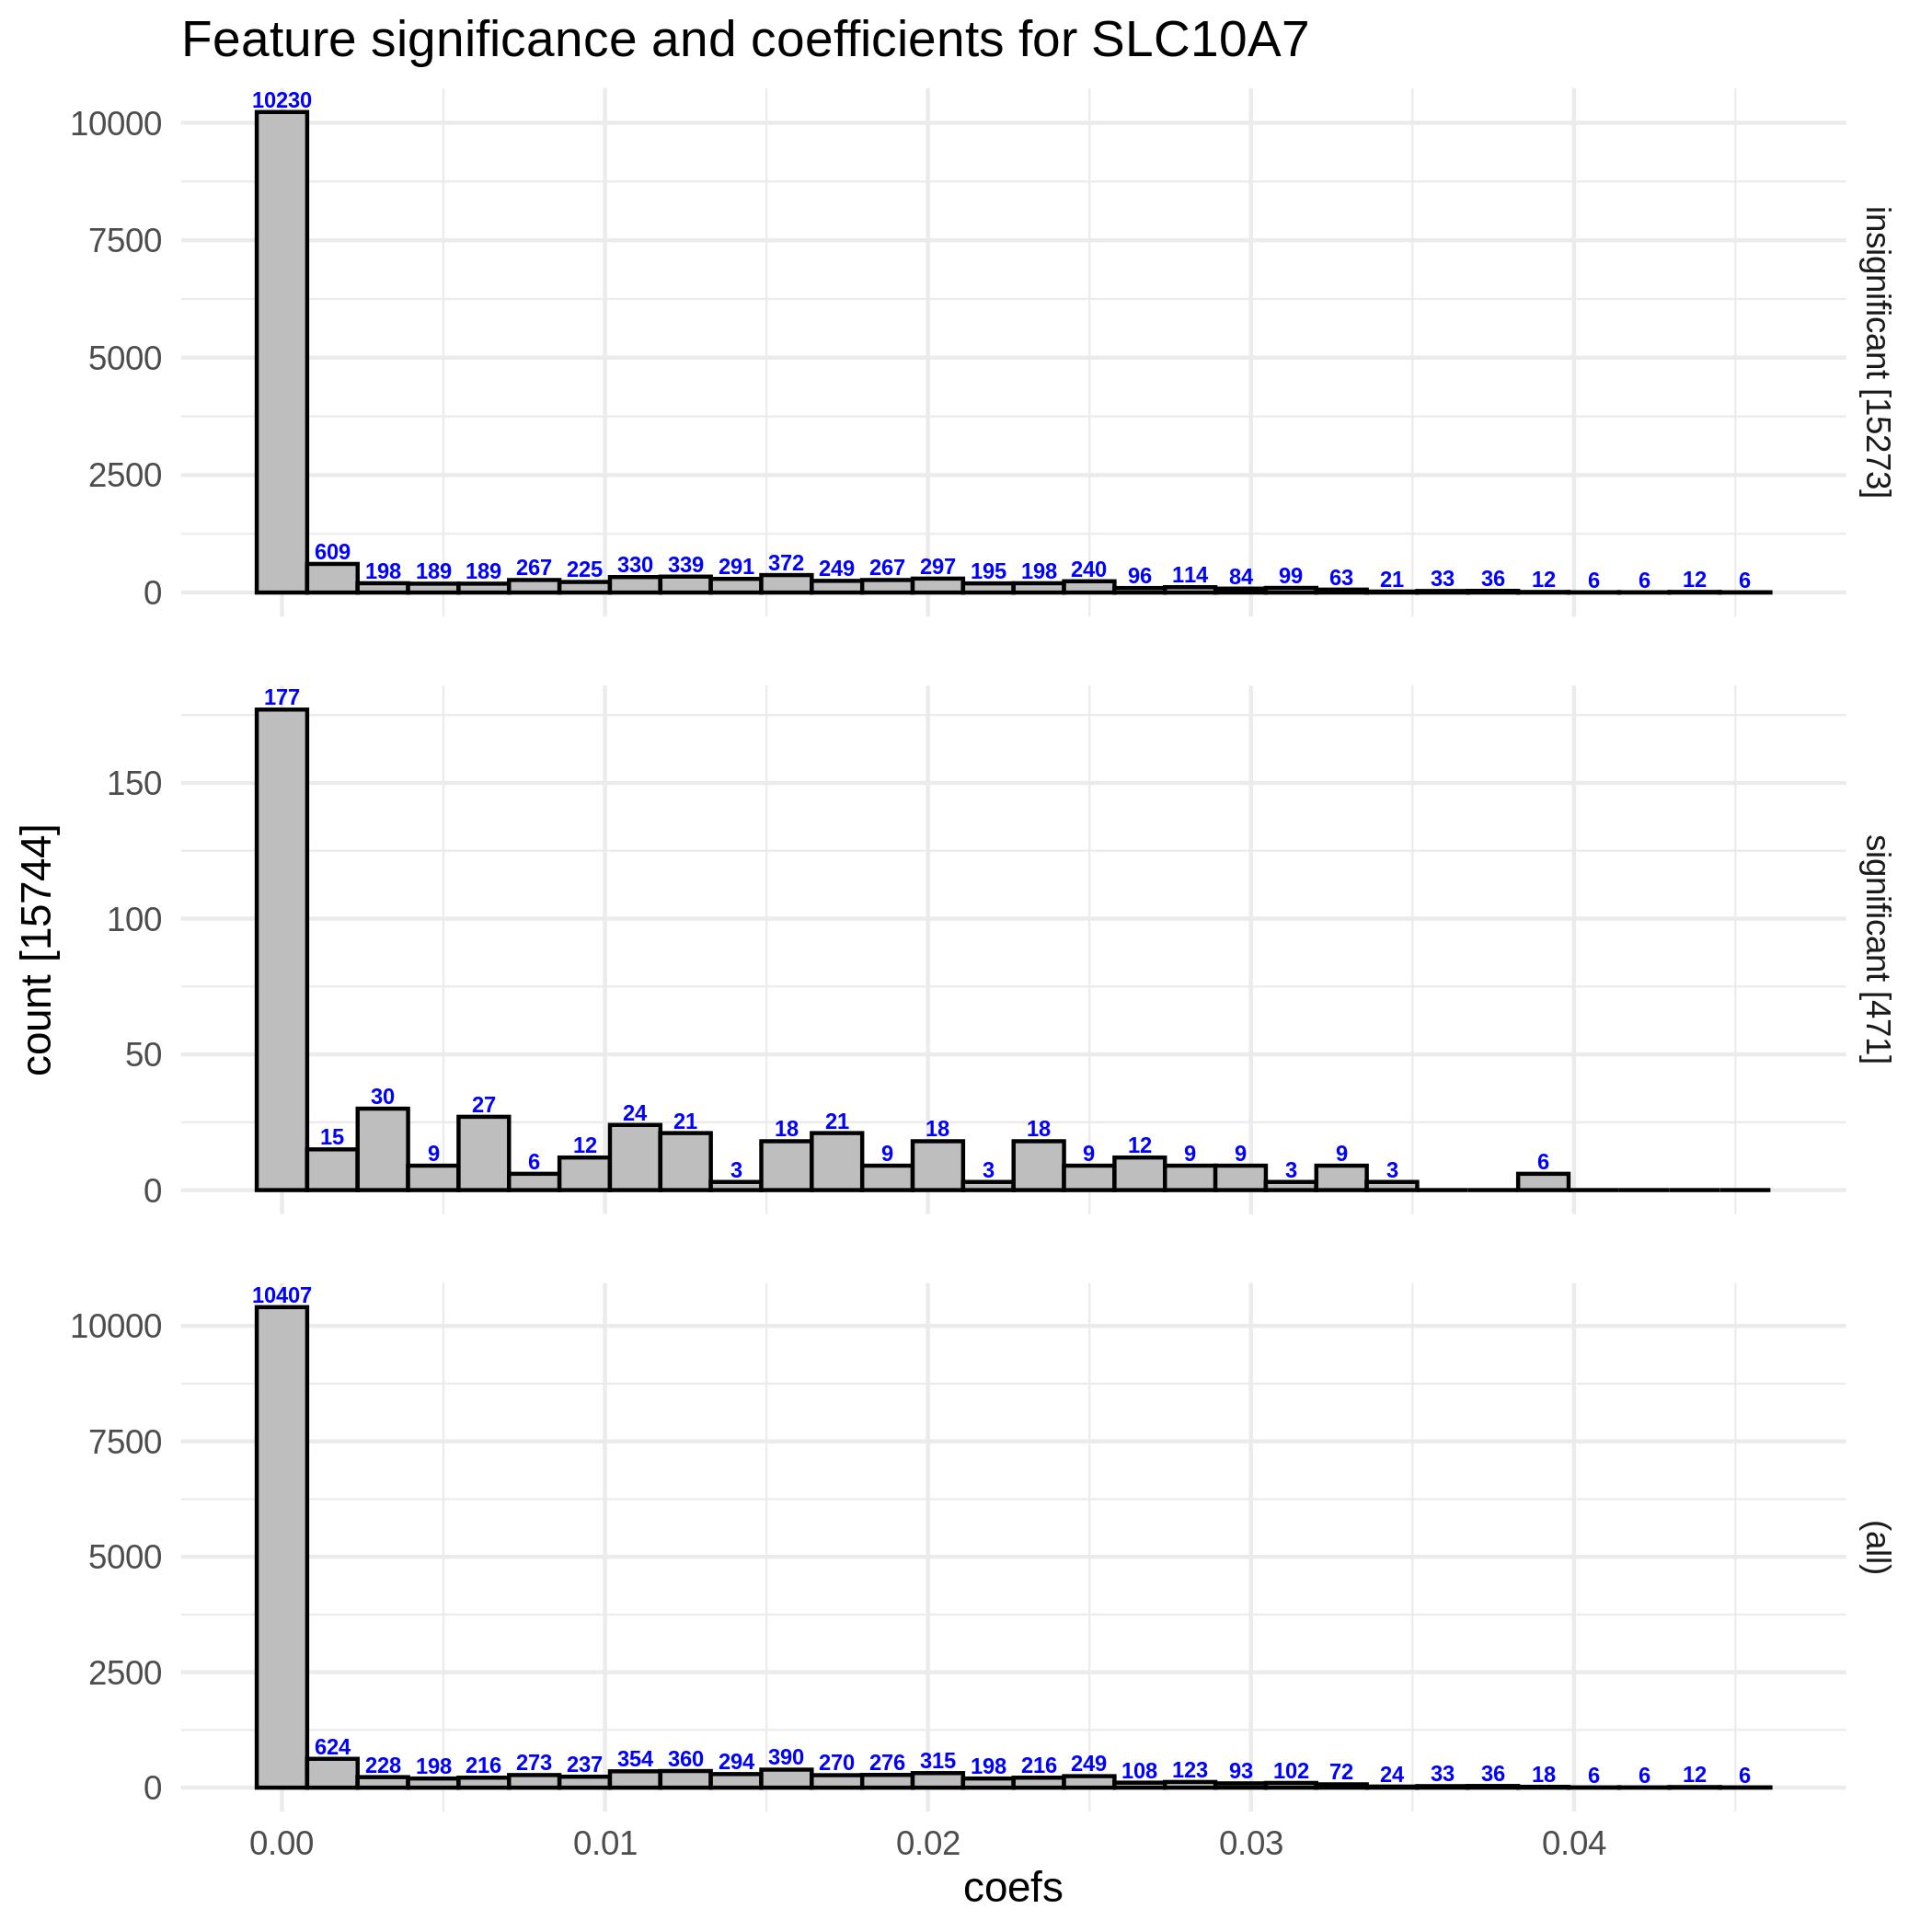 Feature significance and coefficients for SLC10A7
10230
10000
7500
5000
2500
0
609 198 189 189 267 225 330 339 291 372 249 267 297 195 198 240 96 114 84 99 63 21 33 36 12 6 6 12 6
insignificant [15273]
177
150
100
50
0
15 30 9 27 6 12 24 21 3 18 21 9 18 3 18 9 12 9 9 3 9 3 6
significant [471]
count [15744]
10407
10000
7500
5000
2500
0
624 228 198 216 273 237 354 360 294 390 270 276 315 198 216 249 108 123 93 102 72 24 33 36 18 6 6 12 6
(all)
0.00 0.01 0.02 0.03 0.04
coefs